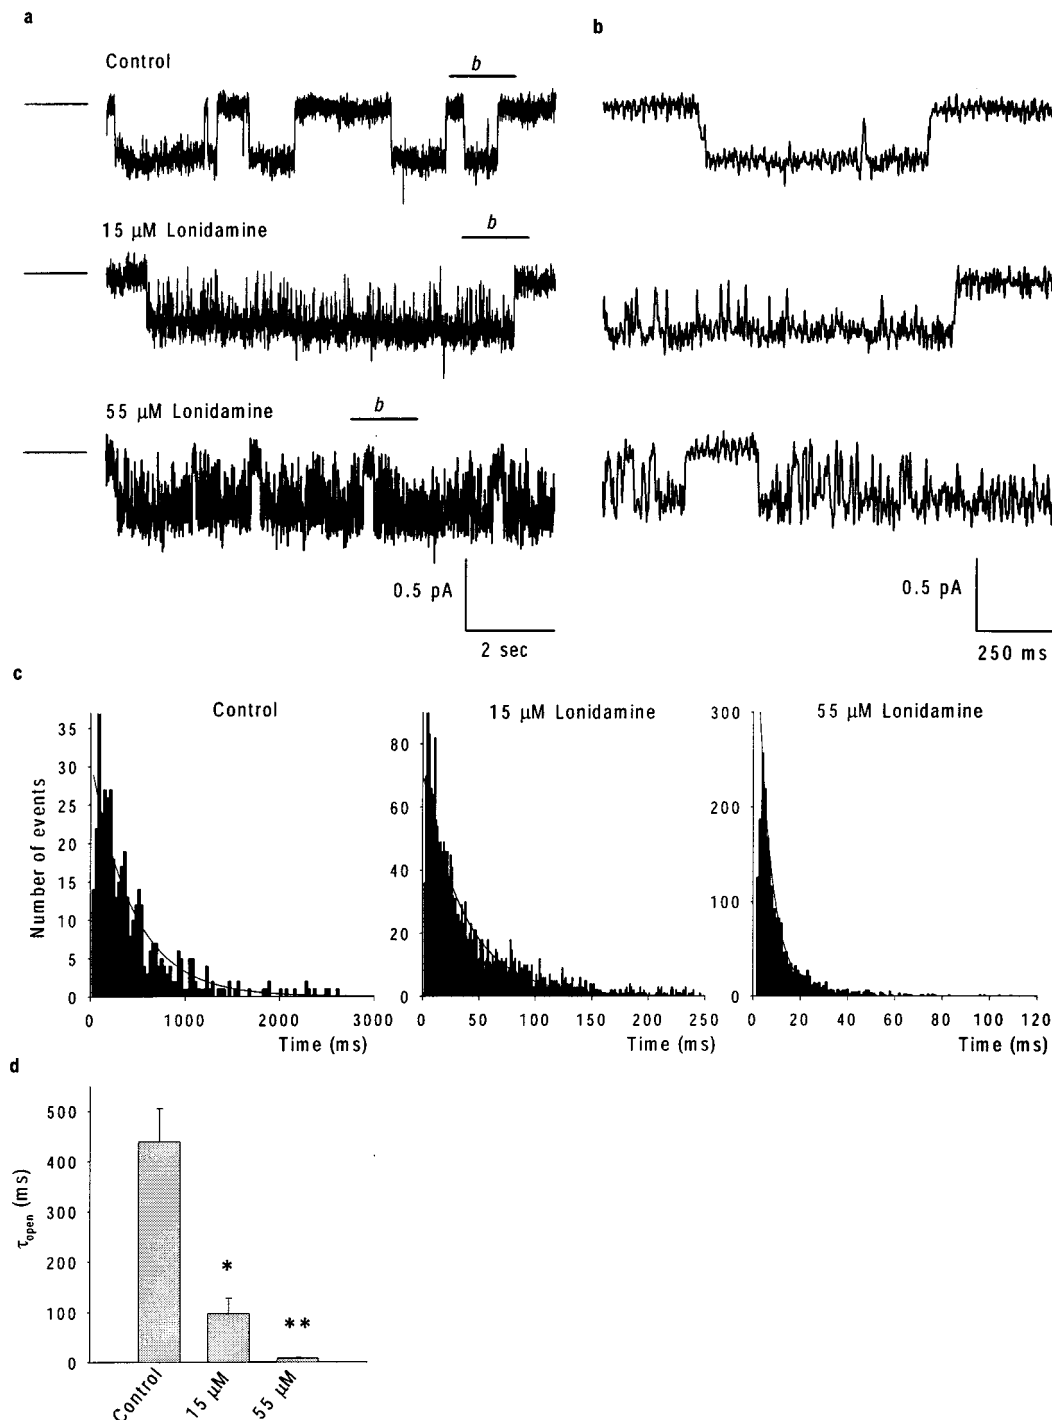 a
b
Control
b
15 µM Lonidamine
b
55 µM Lonidamine
b
0.5 pA
2 sec
0.5 pA
250 ms
c
Control
15 µM Lonidamine
55 µM Lonidamine
Number of events
35
30
25
20
15
10
5
0
0
1000
2000
3000
Time (ms)
80
60
40
20
0
0
50
100
150
200
250
Time (ms)
300
200
100
0
0
20
40
60
80
100
120
Time (ms)
d
τopen (ms)
500
400
300
200
100
0
*
**
Control
15 µM
55 µM